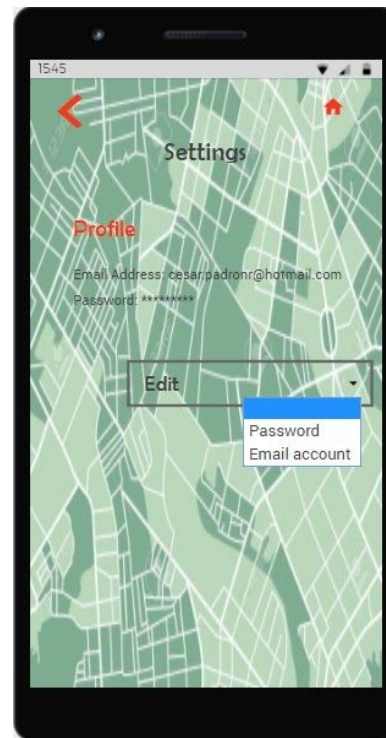 15:45
Settings
Profile
Email Address: cesar.padronr@hotmail.com
Password: *********
Edit
Password
Email account